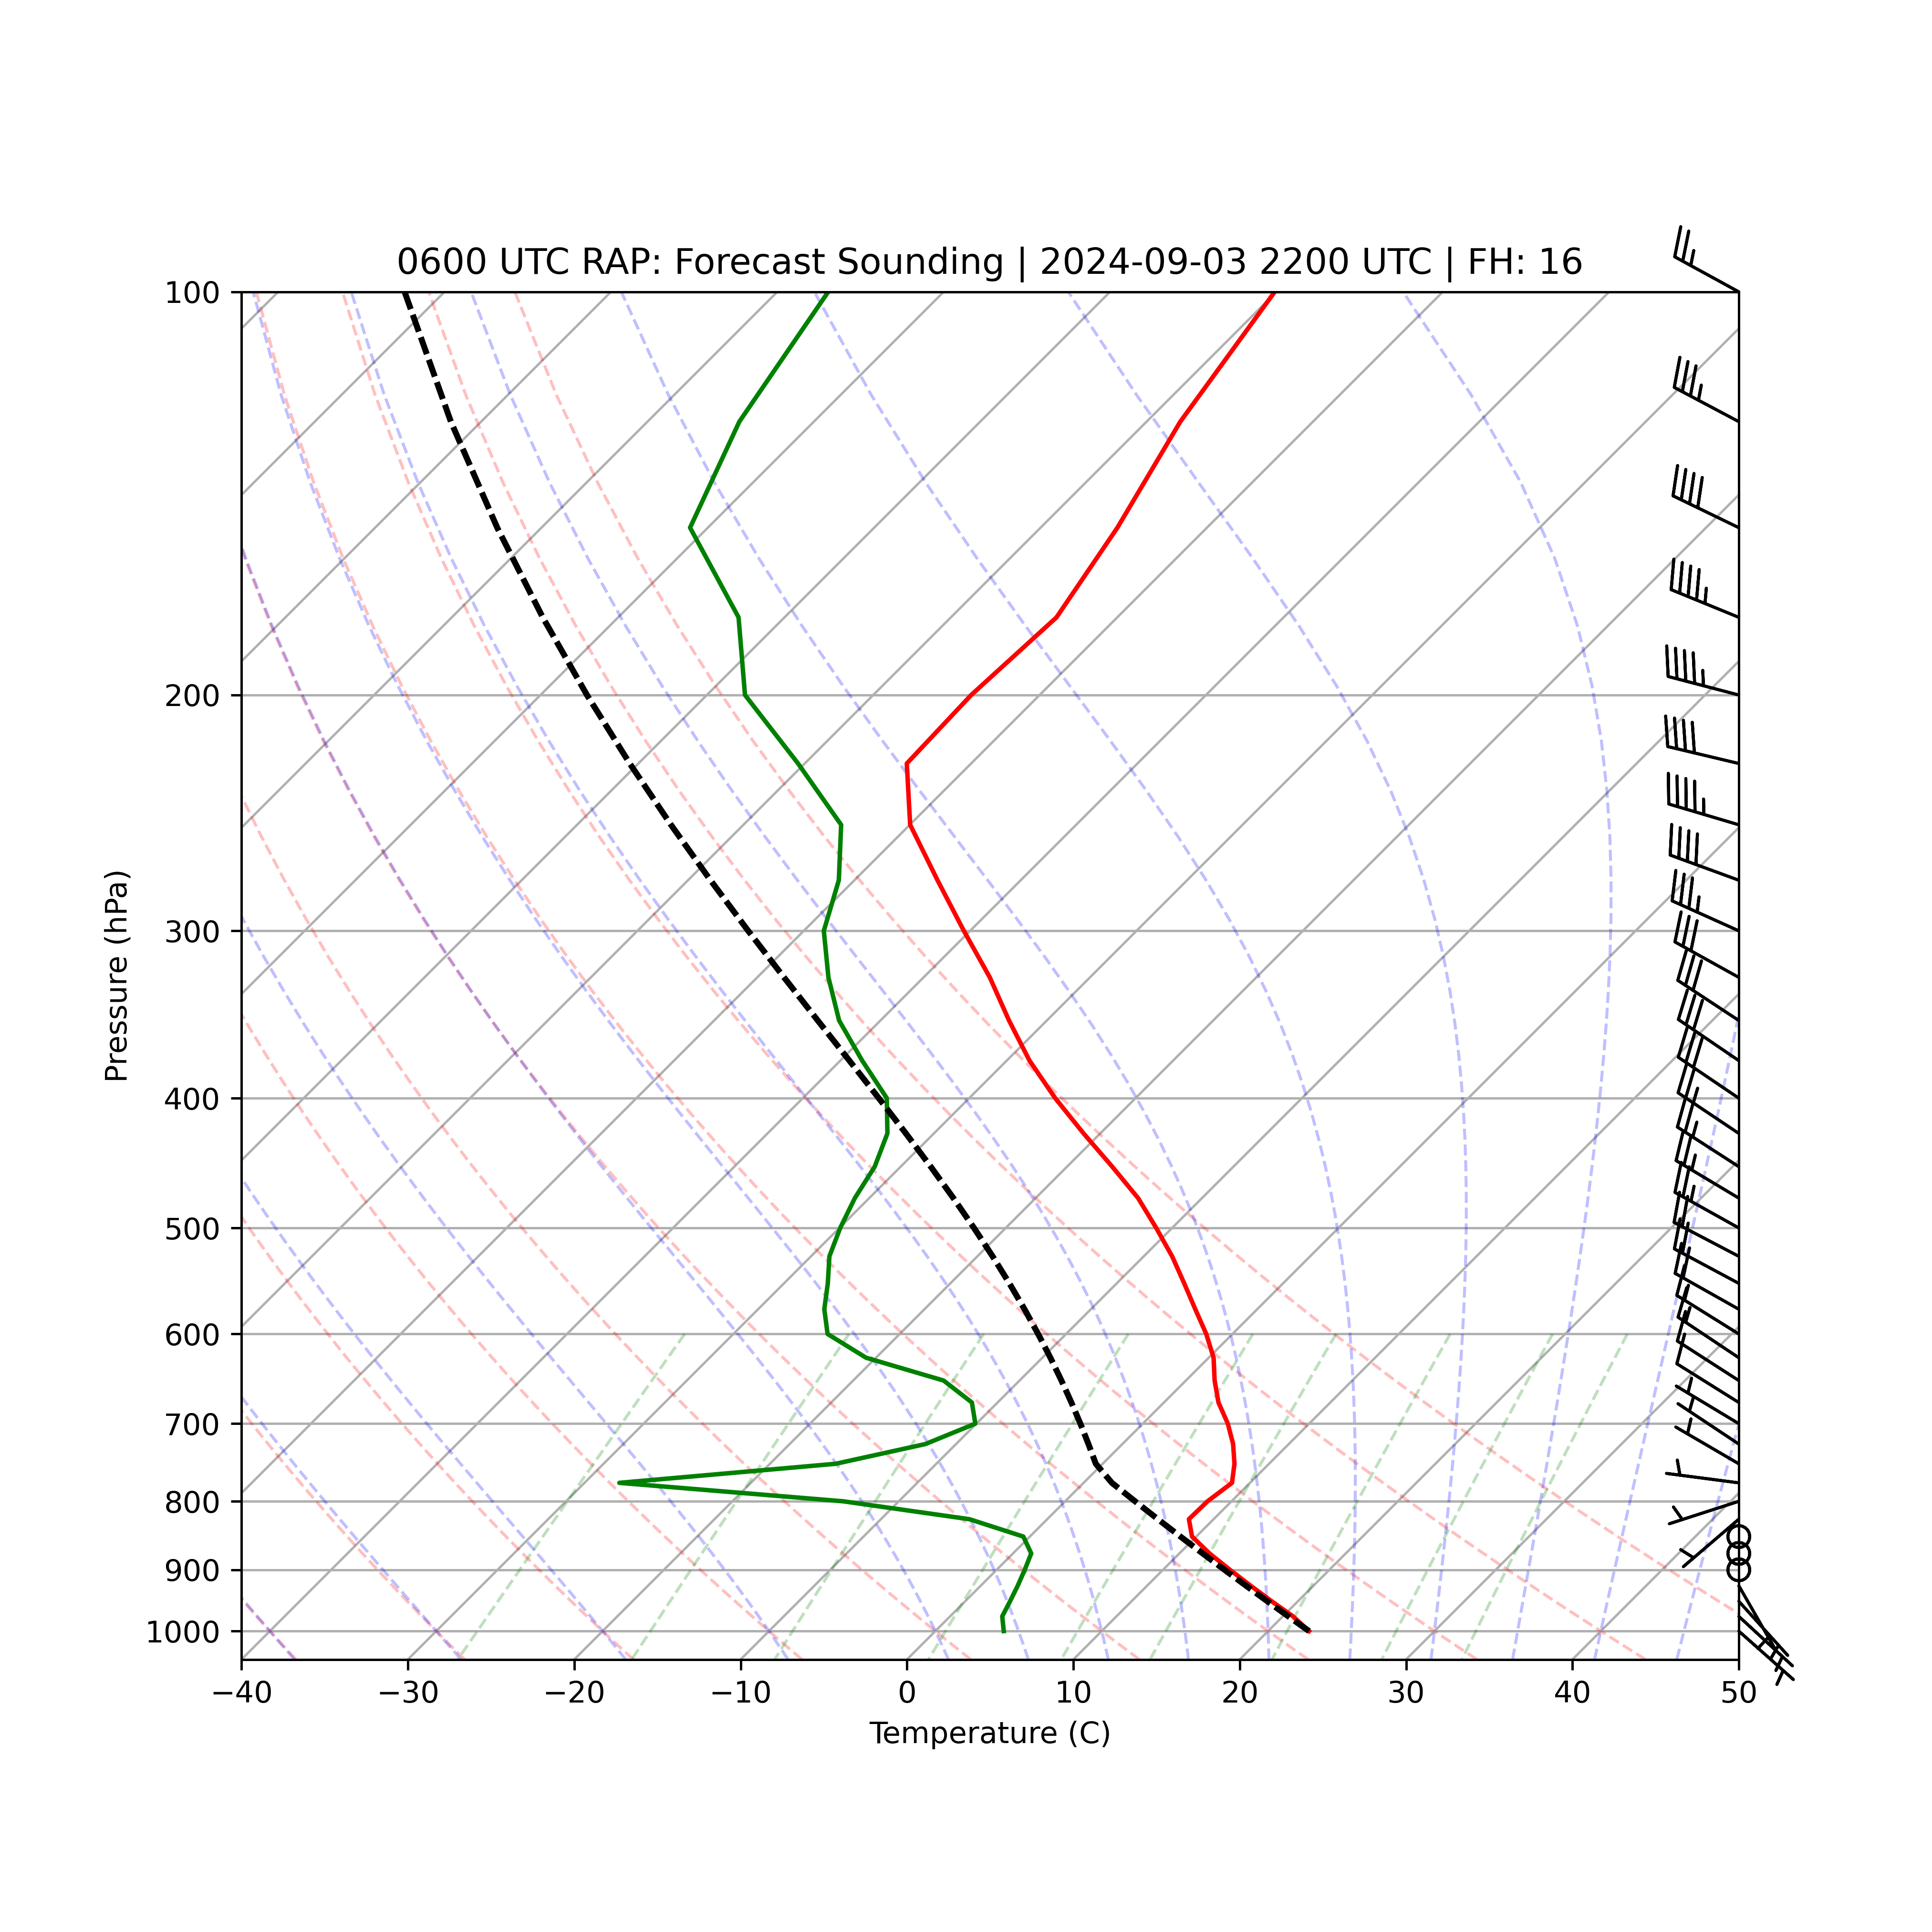 0600 UTC RAP: Forecast Sounding | 2024-09-03 2200 UTC | FH: 16
100
200
300
400
500
600
700
800
900
1000
Pressure (hPa)
−40 −30 −20 −10 0 10 20 30 40 50
Temperature (C)